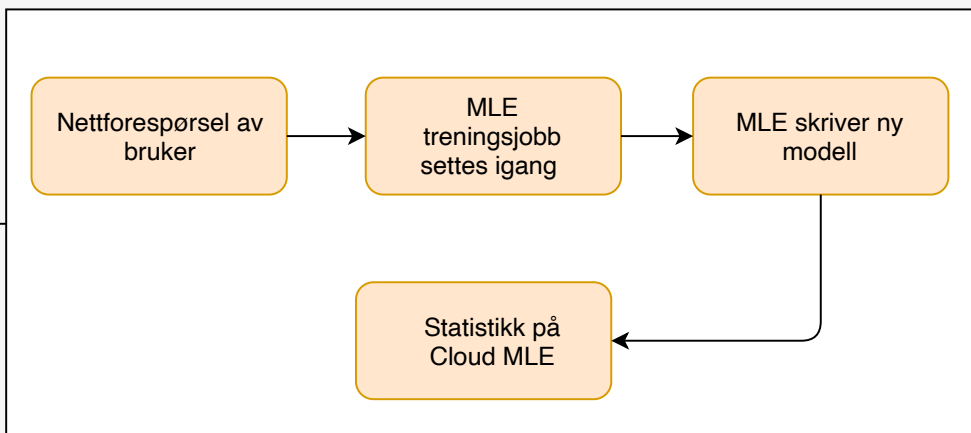 Nettforespørsel av
bruker
MLE
treningsjobb
settes igang
MLE skriver ny
modell
Statistikk på
Cloud MLE